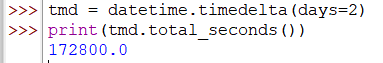 >>> tmd = datetime.timedelta(days=2)
>>> print(tmd.total_seconds())
172800.0